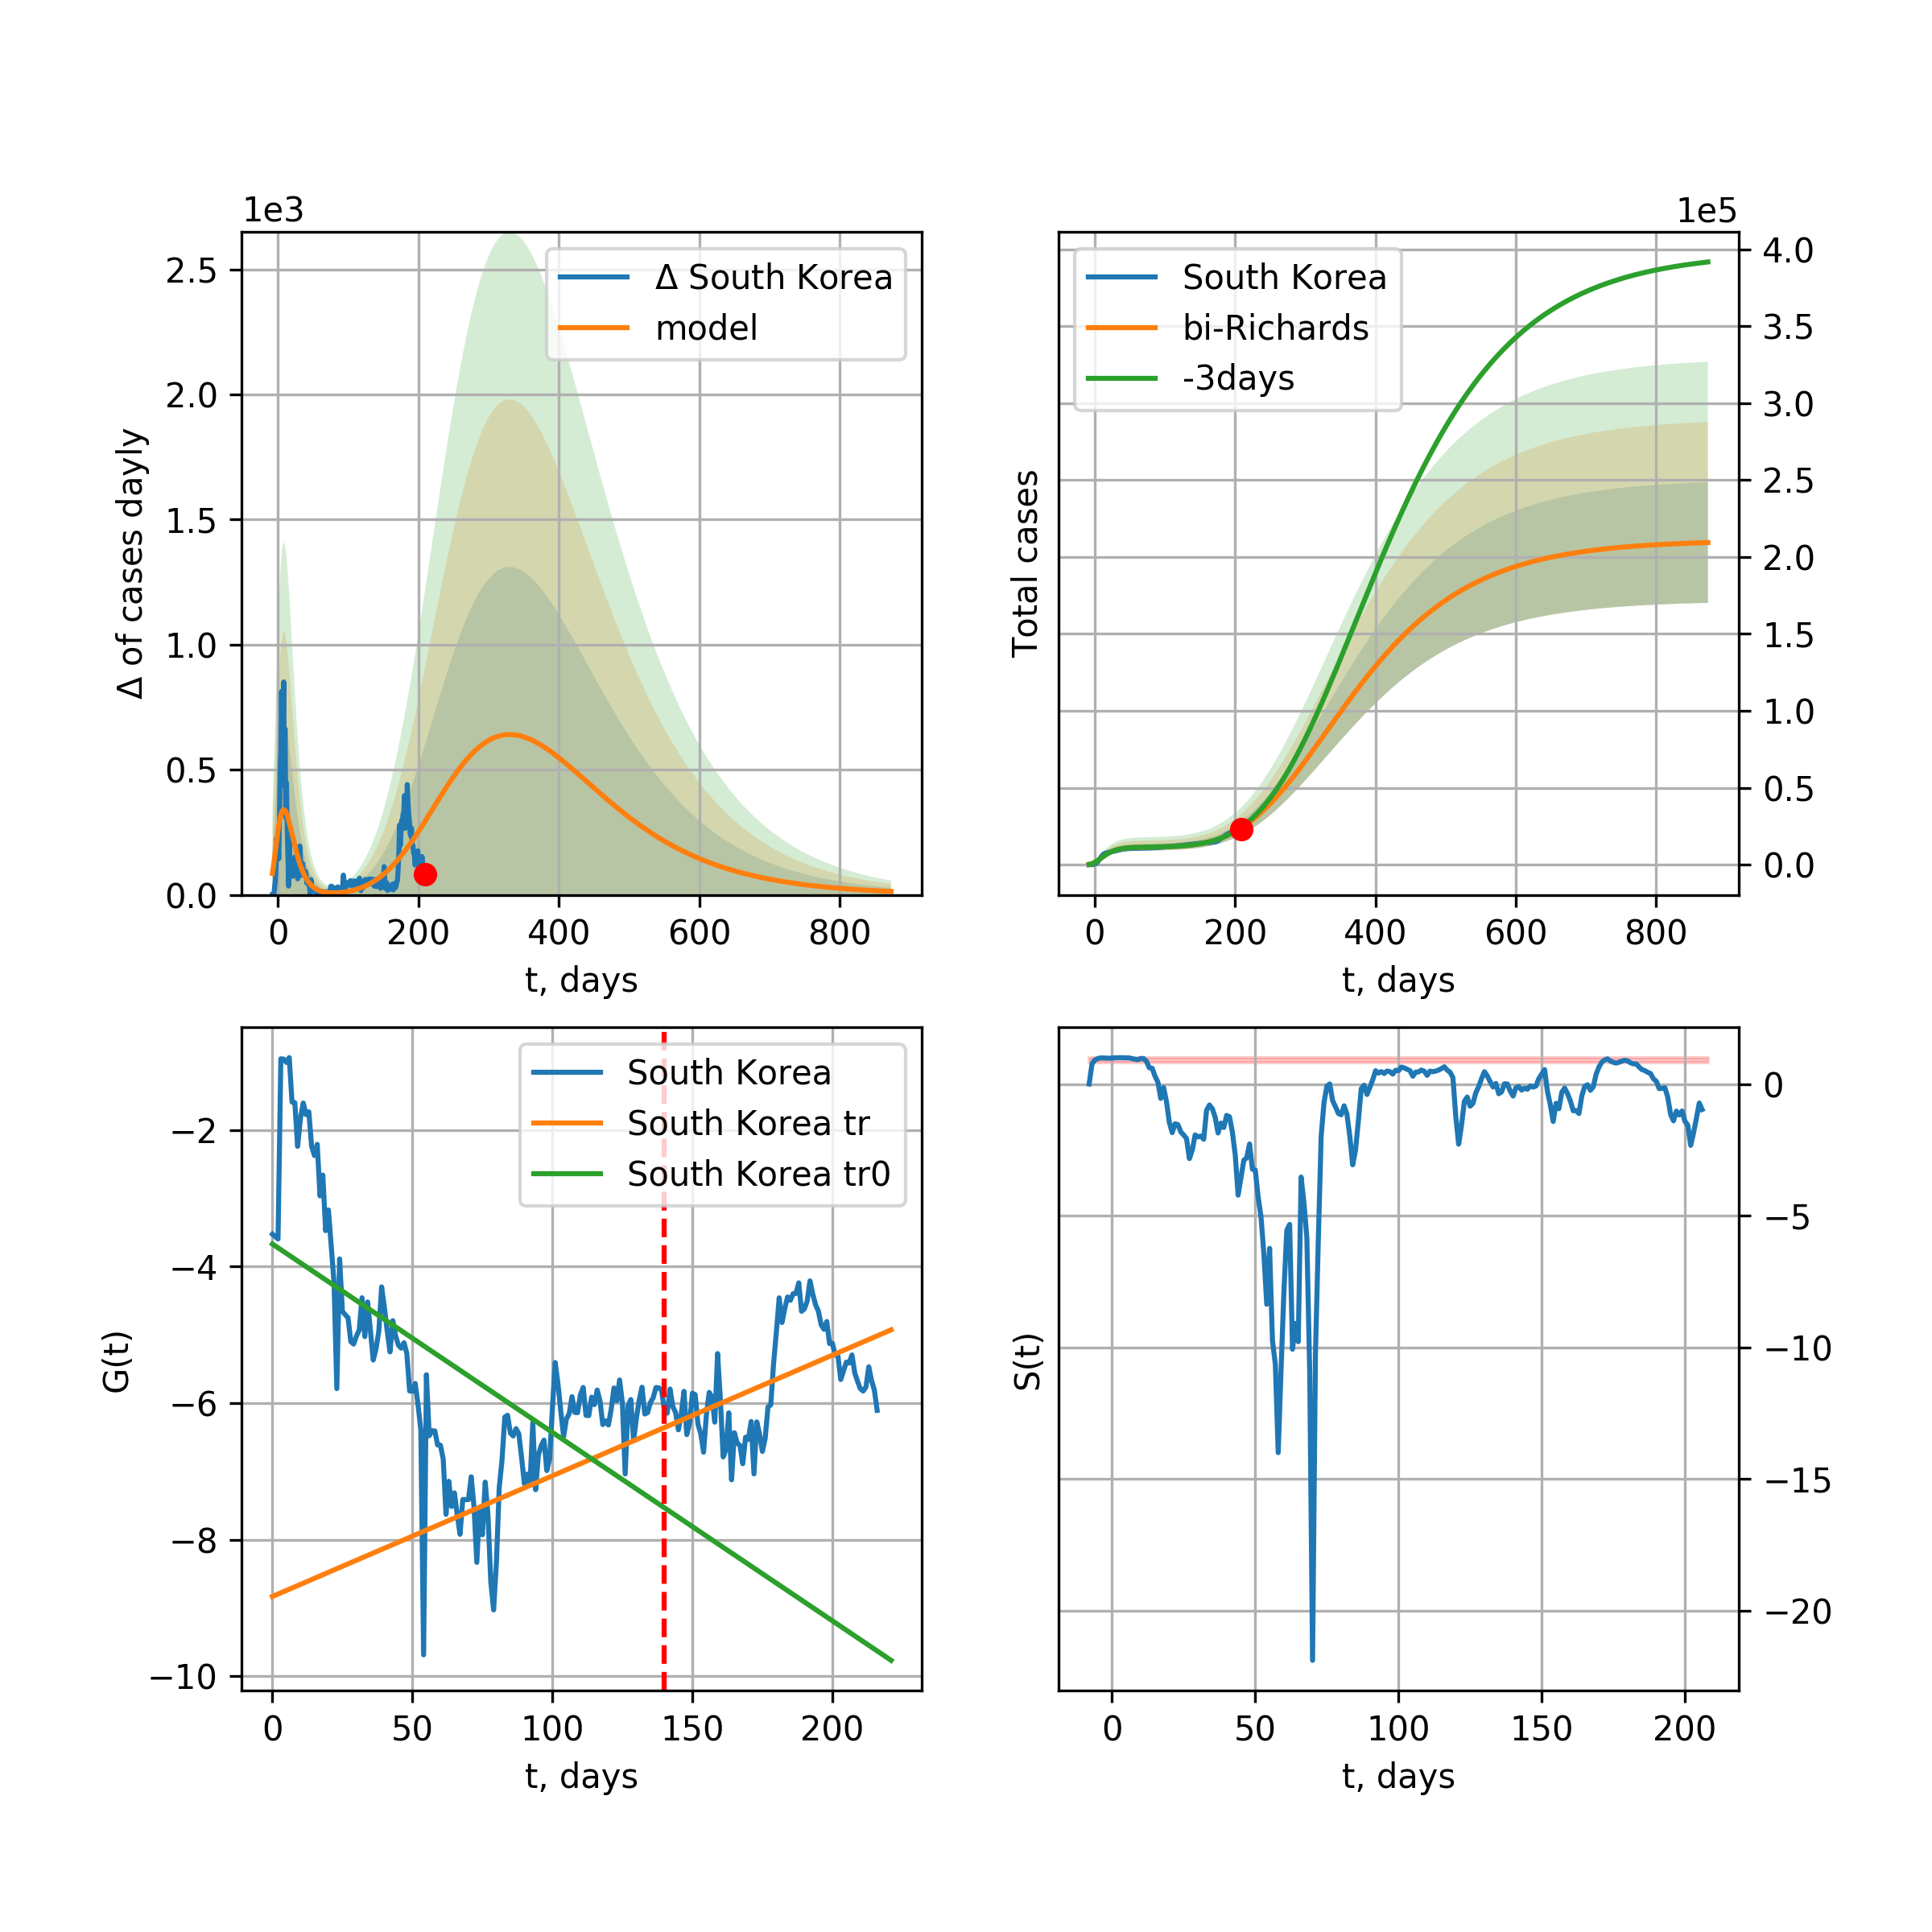 1e3
Δ of cases dayly
2.5
2.0
1.5
1.0
0.5
0.0
0 200 400 600 800
t, days
Δ South Korea
model
1e5
Total cases
4.0
3.5
3.0
2.5
2.0
1.5
1.0
0.5
0.0
0 200 400 600 800
t, days
South Korea
bi-Richards
-3days
G(t)
−2
−4
−6
−8
−10
0 50 100 150 200
t, days
South Korea
South Korea tr
South Korea tr0
S(t)
0
−5
−10
−15
−20
0 50 100 150 200
t, days